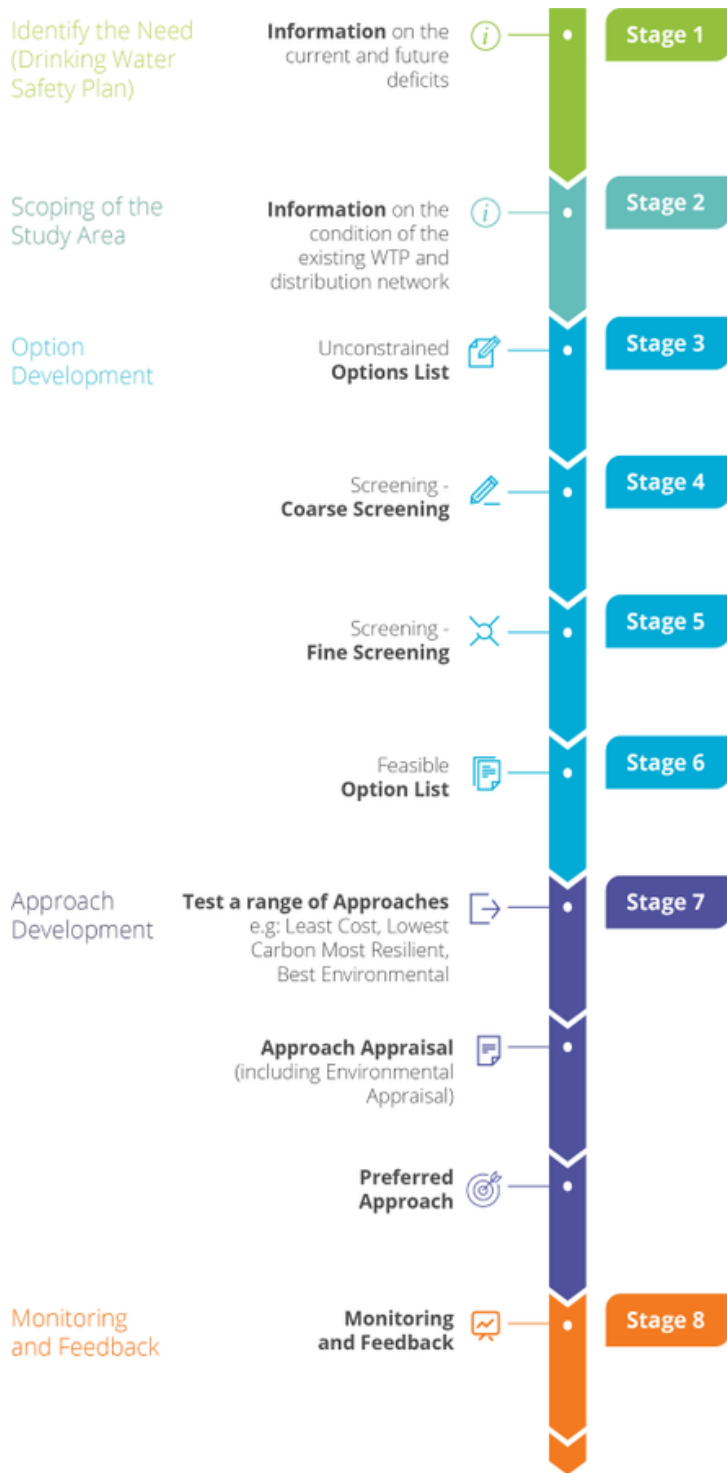 Identify the Need
(Drinking Water
Safety Plan)
Information on the
current and future
deficits
Stage 1
Scoping of the
Study Area
Information on the
condition of the
existing WTP and
distribution network
Stage 2
Option
Development
Unconstrained
Options List
Stage 3
Screening -
Coarse Screening
Stage 4
Screening -
Fine Screening
Stage 5
Feasible
Option List
Stage 6
Approach
Development
Test a range of Approaches
e.g: Least Cost, Lowest
Carbon Most Resilient,
Best Environmental
Stage 7
Approach Appraisal
(including Environmental
Appraisal)
Preferred
Approach
Monitoring
and Feedback
Monitoring
and Feedback
Stage 8